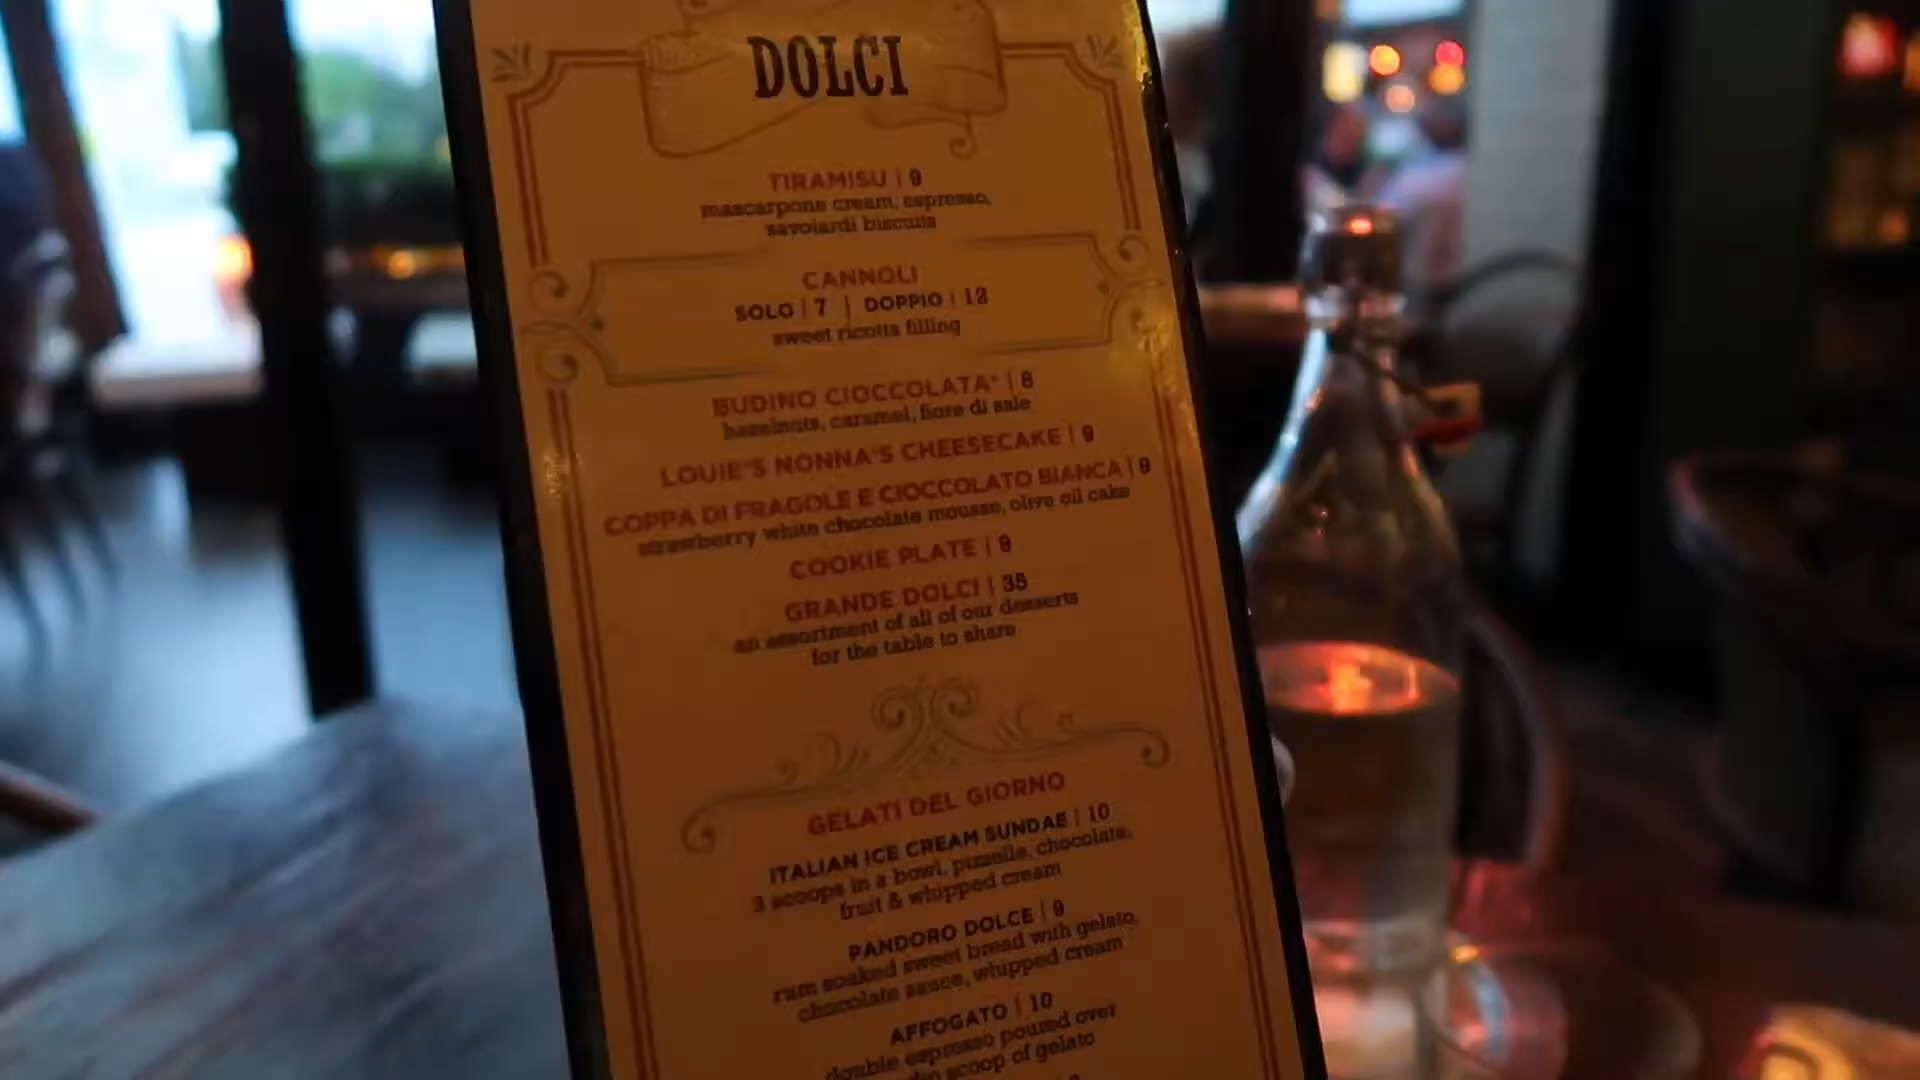 DOLCI
TIRAMISU | 9
mascarpone cream, espresso,
savoiardi biscuits
CANNOLI
SOLO | 7 | DOPPIO | 12
sweet ricotta filling
BUDINO CIOCCOLATA* | 8
hazelnuts, caramel, fiore di sale
LOUIE'S NONNA'S CHEESECAKE | 9
COPPA DI FRAGOLE E CIOCCOLATO BIANCA | 9
strawberry white chocolate mousse, olive oil cake
COOKIE PLATE | 9
GRANDE DOLCI | 35
an assortment of all of our desserts
for the table to share
GELATI DEL GIORNO
ITALIAN ICE CREAM SUNDAE | 10
3 scoops in a bowl, pizzelle, chocolate,
fruit & whipped cream
PANDORO DOLCE | 9
rum soaked sweet bread with gelato,
chocolate sauce, whipped cream
AFFOGATO | 10
double espresso poured over
scoop of gelato